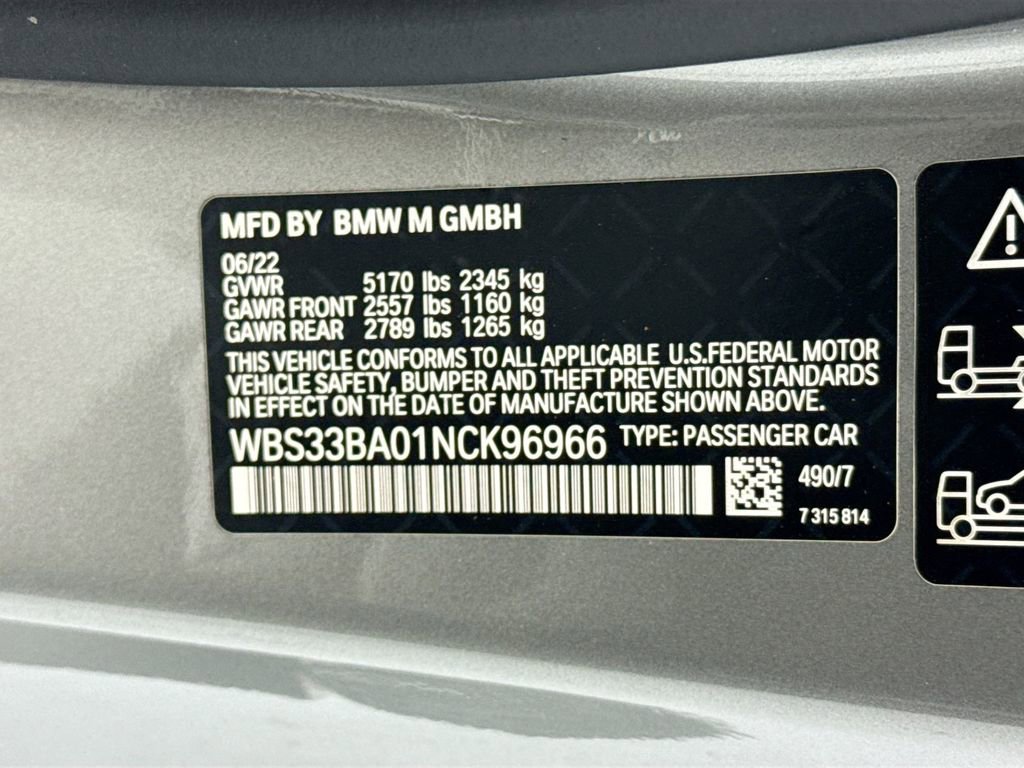 MFD BY BMW M GMBH
06/22
GVWR 5170 lbs 2345 kg
GAWR FRONT 2557 lbs 1160 kg
GAWR REAR 2789 lbs 1265 kg
THIS VEHICLE CONFORMS TO ALL APPLICABLE U.S.FEDERAL MOTOR
VEHICLE SAFETY, BUMPER AND THEFT PREVENTION STANDARDS
IN EFFECT ON THE DATE OF MANUFACTURE SHOWN ABOVE.
WBS33BA01NCK96966 TYPE: PASSENGER CAR
490/7
7 315 814